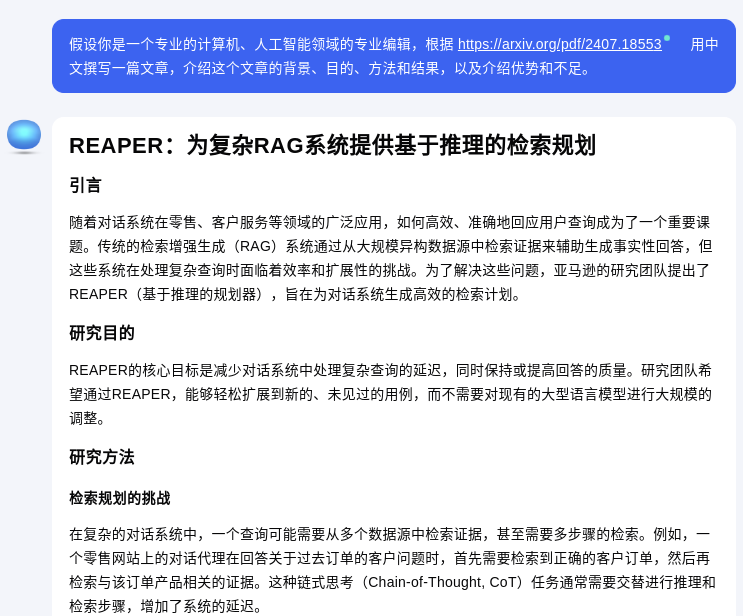 假设你是一个专业的计算机、人工智能领域的专业编辑，根据 https://arxiv.org/pdf/2407.18553 用中
文撰写一篇文章，介绍这个文章的背景、目的、方法和结果，以及介绍优势和不足。
REAPER：为复杂RAG系统提供基于推理的检索规划
引言
随着对话系统在零售、客户服务等领域的广泛应用，如何高效、准确地回应用户查询成为了一个重要课
题。传统的检索增强生成（RAG）系统通过从大规模异构数据源中检索证据来辅助生成事实性回答，但
这些系统在处理复杂查询时面临着效率和扩展性的挑战。为了解决这些问题，亚马逊的研究团队提出了
REAPER（基于推理的规划器），旨在为对话系统生成高效的检索计划。
研究目的
REAPER的核心目标是减少对话系统中处理复杂查询的延迟，同时保持或提高回答的质量。研究团队希
望通过REAPER，能够轻松扩展到新的、未见过的用例，而不需要对现有的大型语言模型进行大规模的
调整。
研究方法
检索规划的挑战
在复杂的对话系统中，一个查询可能需要从多个数据源中检索证据，甚至需要多步骤的检索。例如，一
个零售网站上的对话代理在回答关于过去订单的客户问题时，首先需要检索到正确的客户订单，然后再
检索与该订单产品相关的证据。这种链式思考（Chain-of-Thought, CoT）任务通常需要交替进行推理和
检索步骤，增加了系统的延迟。